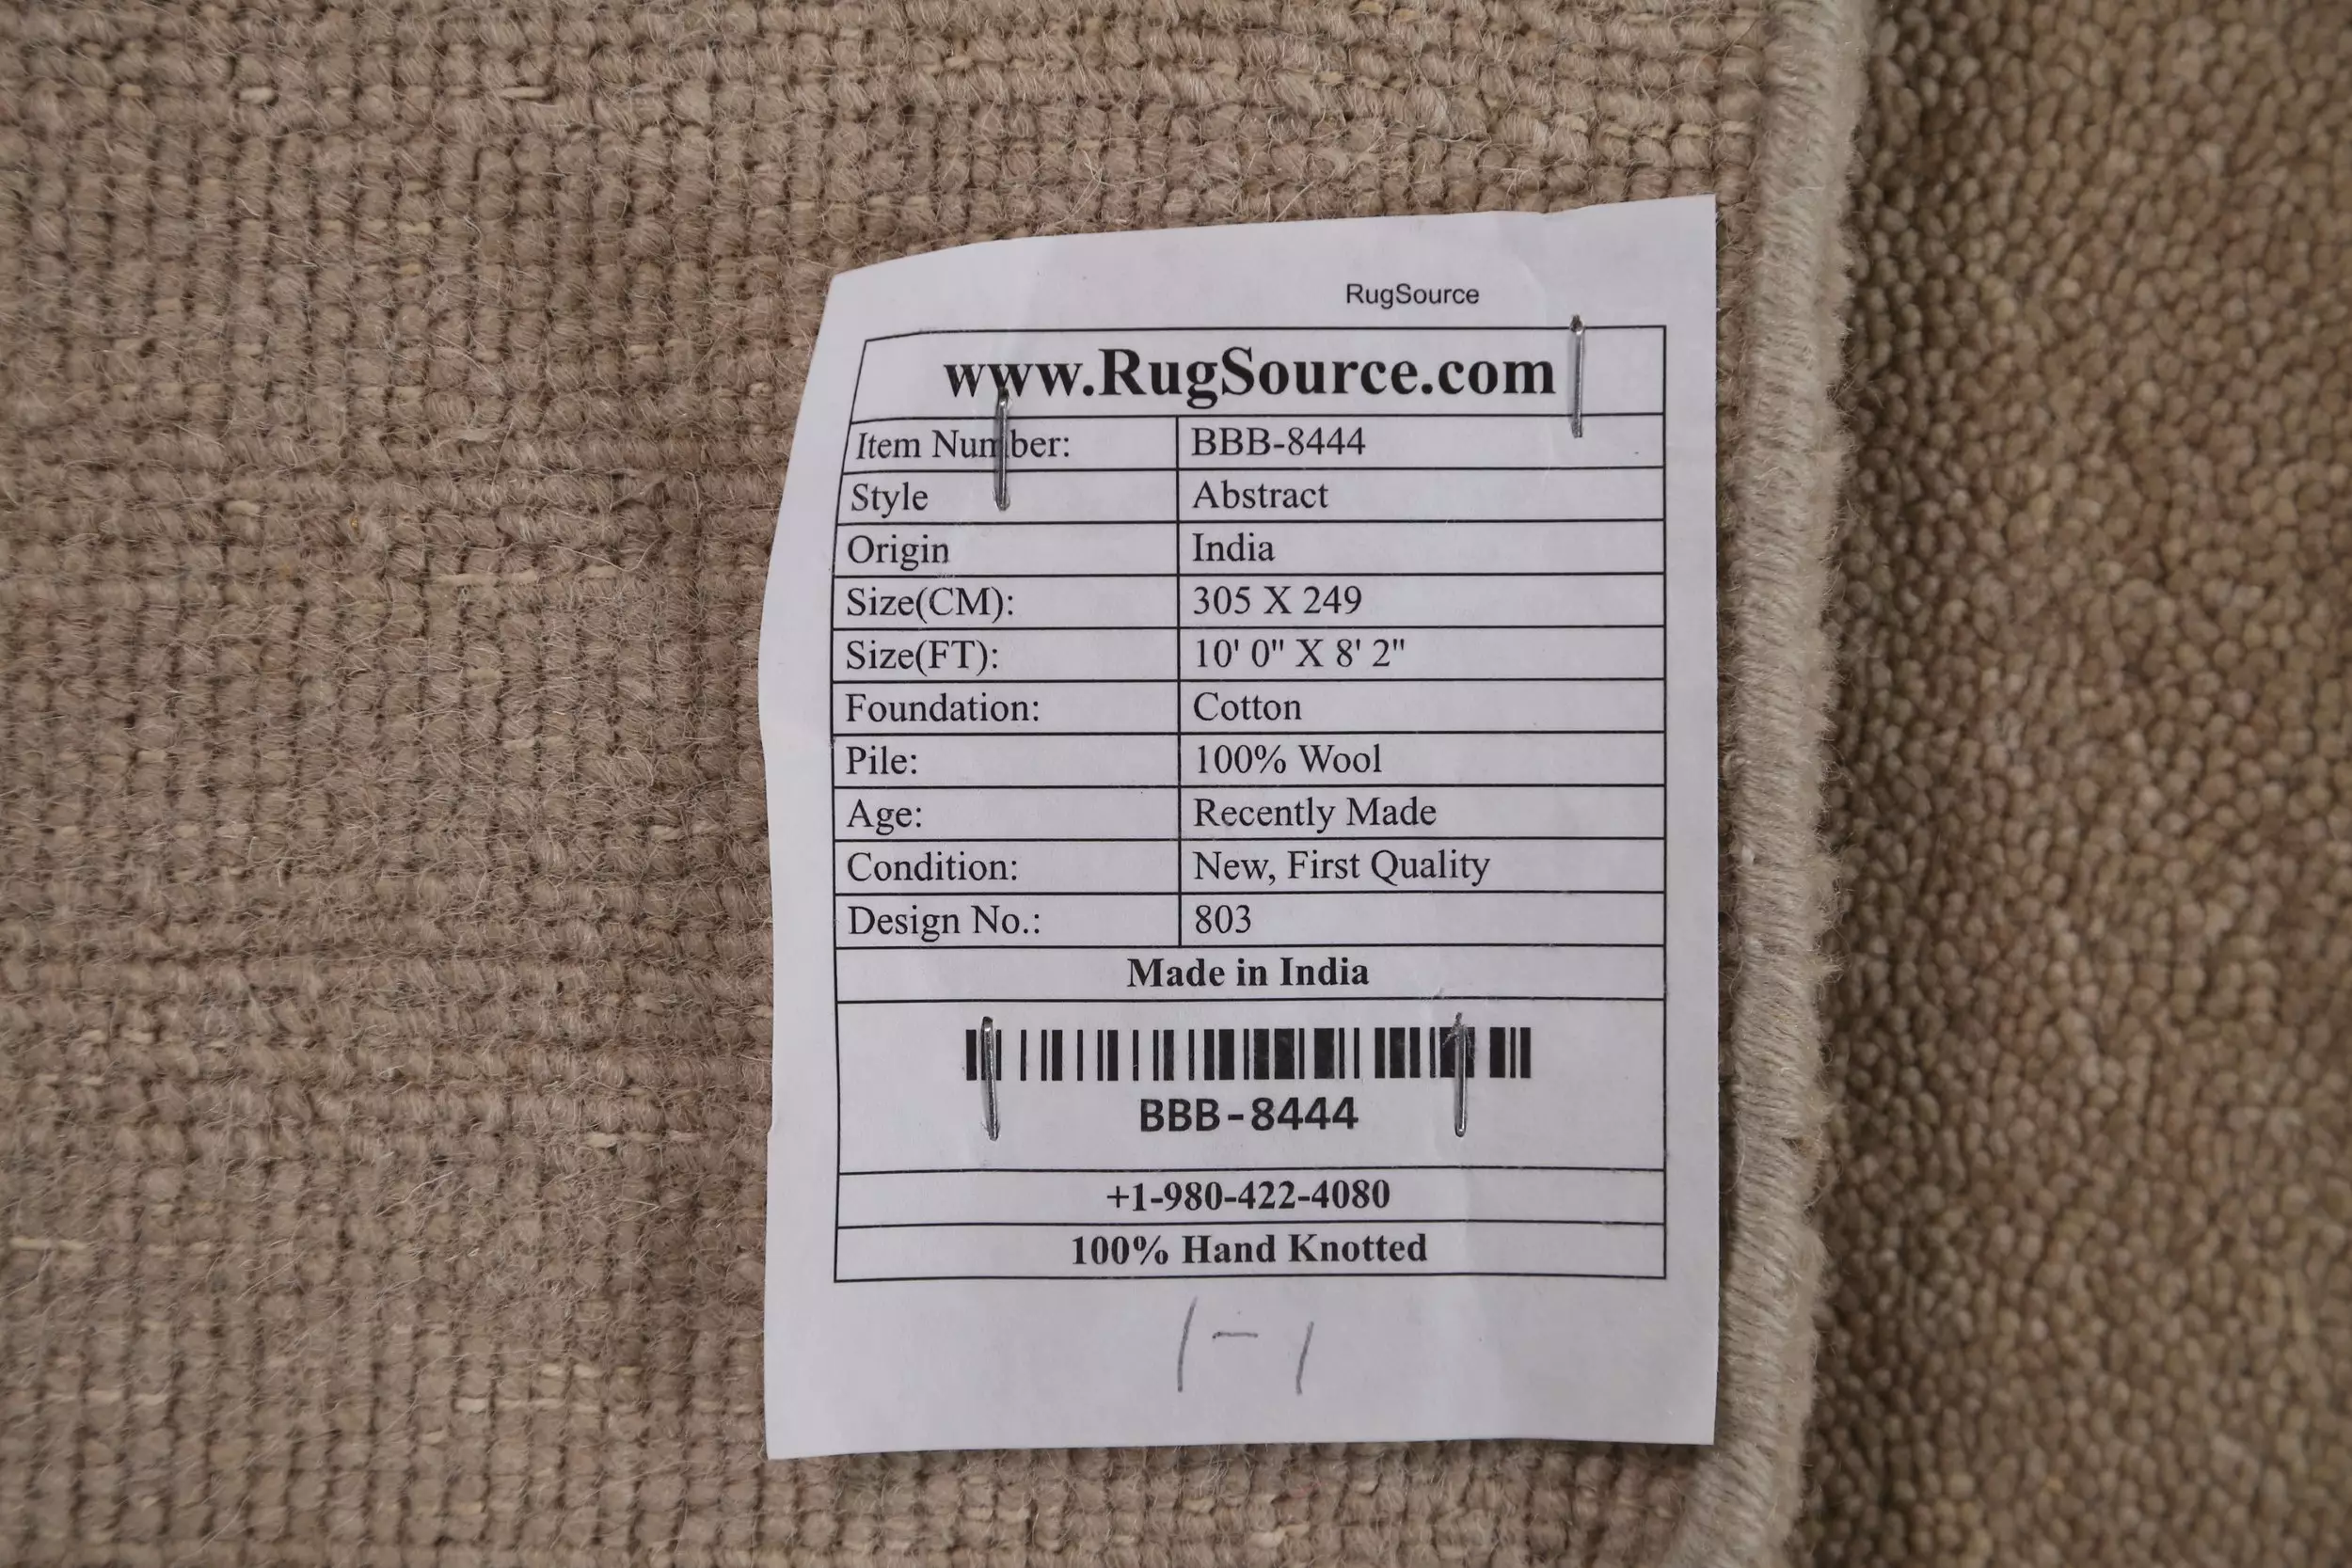 RugSource
www.RugSource.com
Item Number: BBB-8444
Style Abstract
Origin India
Size(CM): 305 X 249
Size(FT): 10' 0" X 8' 2"
Foundation: Cotton
Pile: 100% Wool
Age: Recently Made
Condition: New, First Quality
Design No.: 803
Made in India
BBB-8444
+1-980-422-4080
100% Hand Knotted
1-1